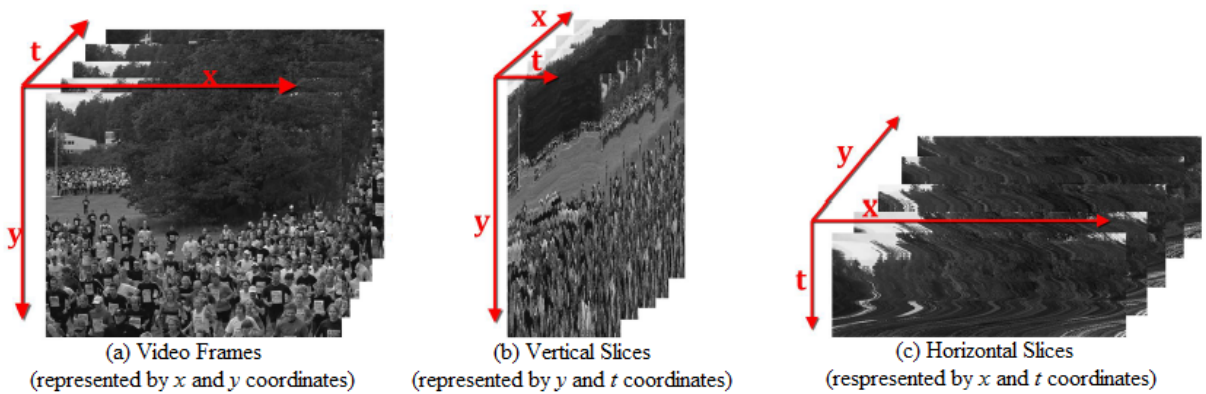 t
x
y
(a) Video Frames
(represented by x and y coordinates)
x
t
y
(b) Vertical Slices
(represented by y and t coordinates)
y
x
t
(c) Horizontal Slices
(respresented by x and t coordinates)